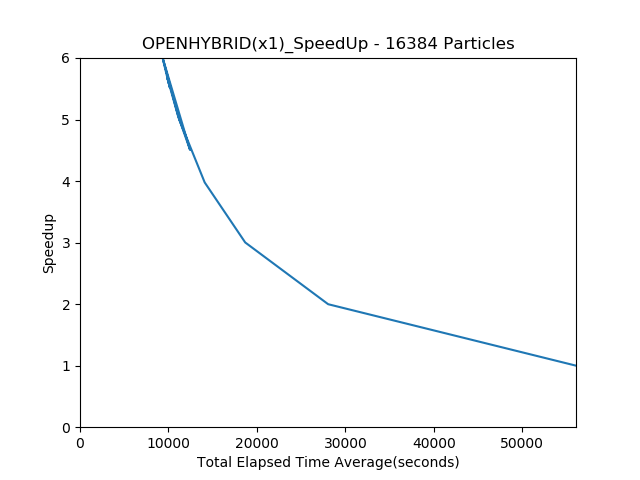 OPENHYBRID(x1)_SpeedUp - 16384 Particles
6
5
4
3
2
1
0
Speedup
0 10000 20000 30000 40000 50000
Total Elapsed Time Average(seconds)